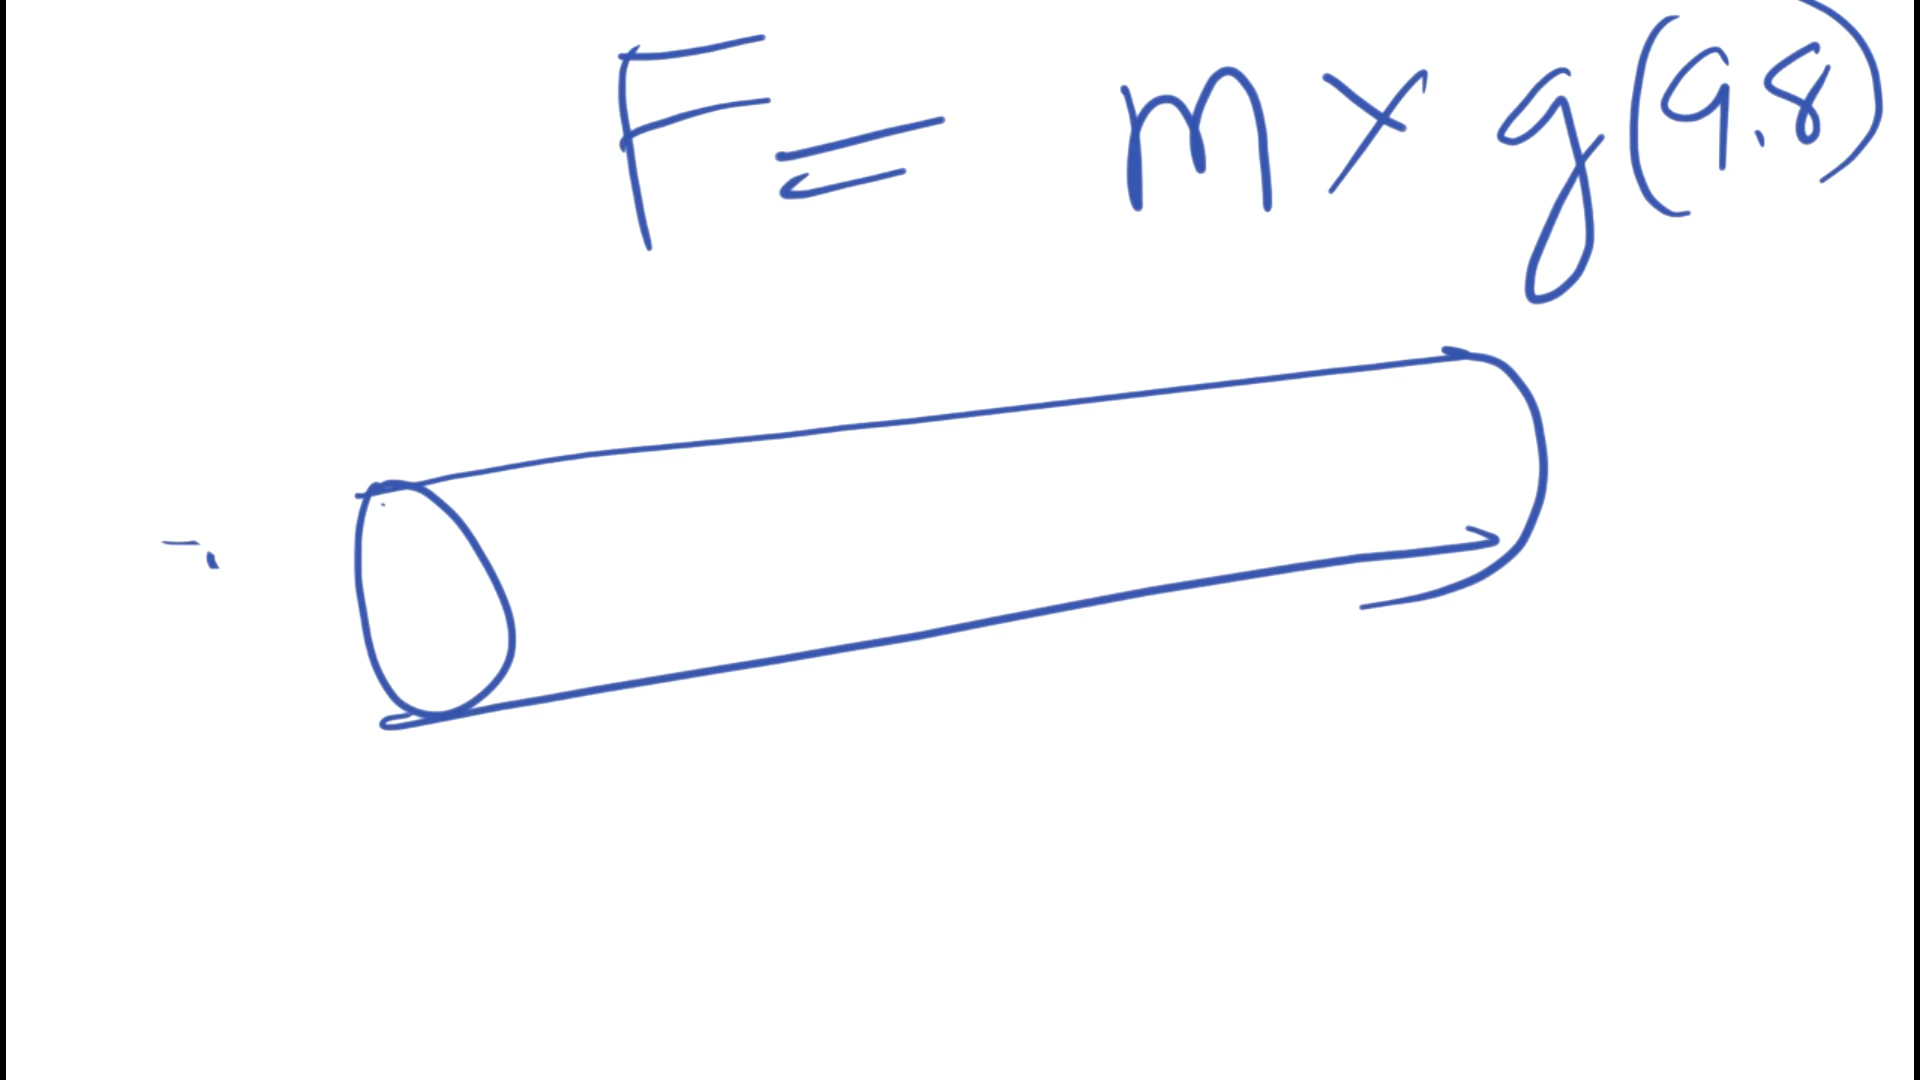 F = m × g (9.8)